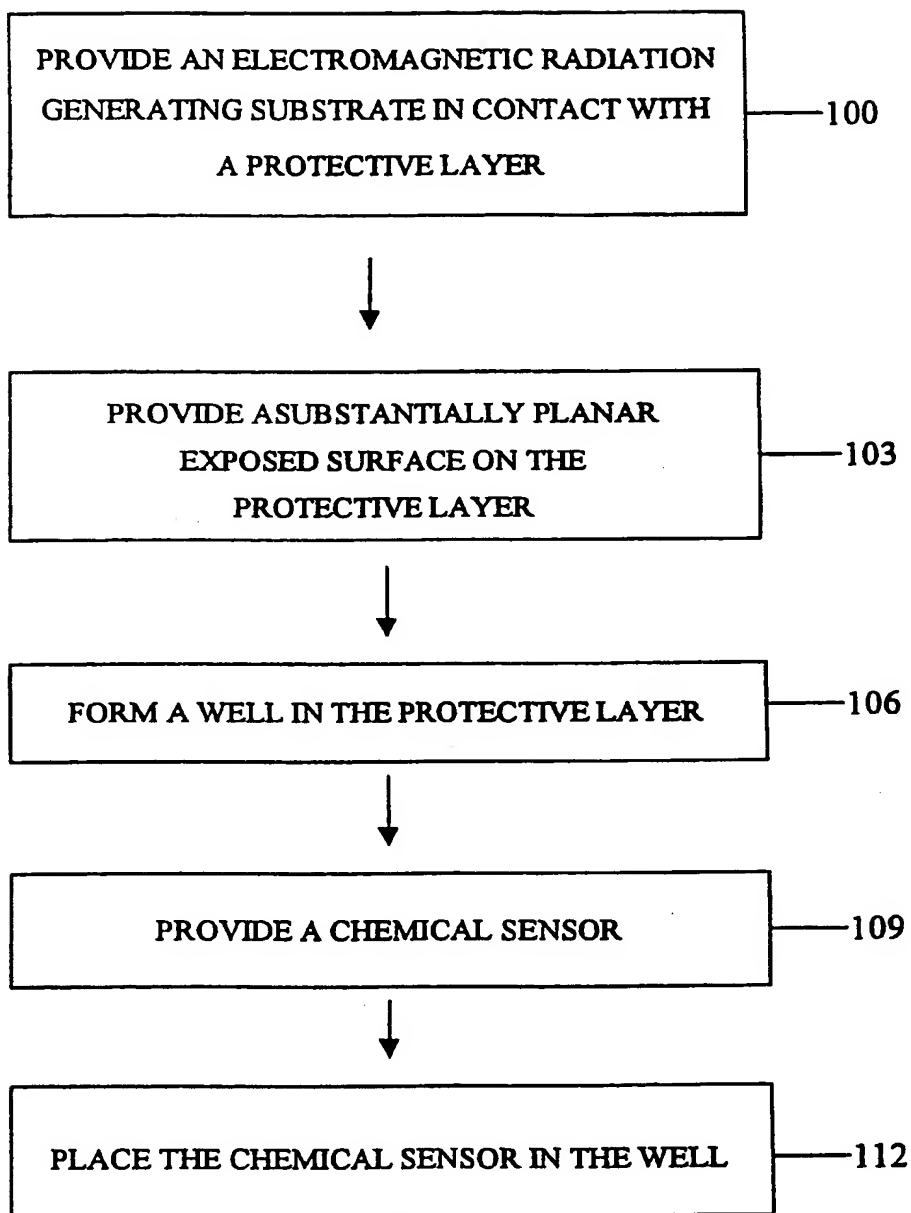 PROVIDE AN ELECTROMAGNETIC RADIATION
GENERATING SUBSTRATE IN CONTACT WITH
A PROTECTIVE LAYER
100
PROVIDE ASUBSTANTIALLY PLANAR
EXPOSED SURFACE ON THE
PROTECTIVE LAYER
103
FORM A WELL IN THE PROTECTIVE LAYER
106
PROVIDE A CHEMICAL SENSOR
109
PLACE THE CHEMICAL SENSOR IN THE WELL
112